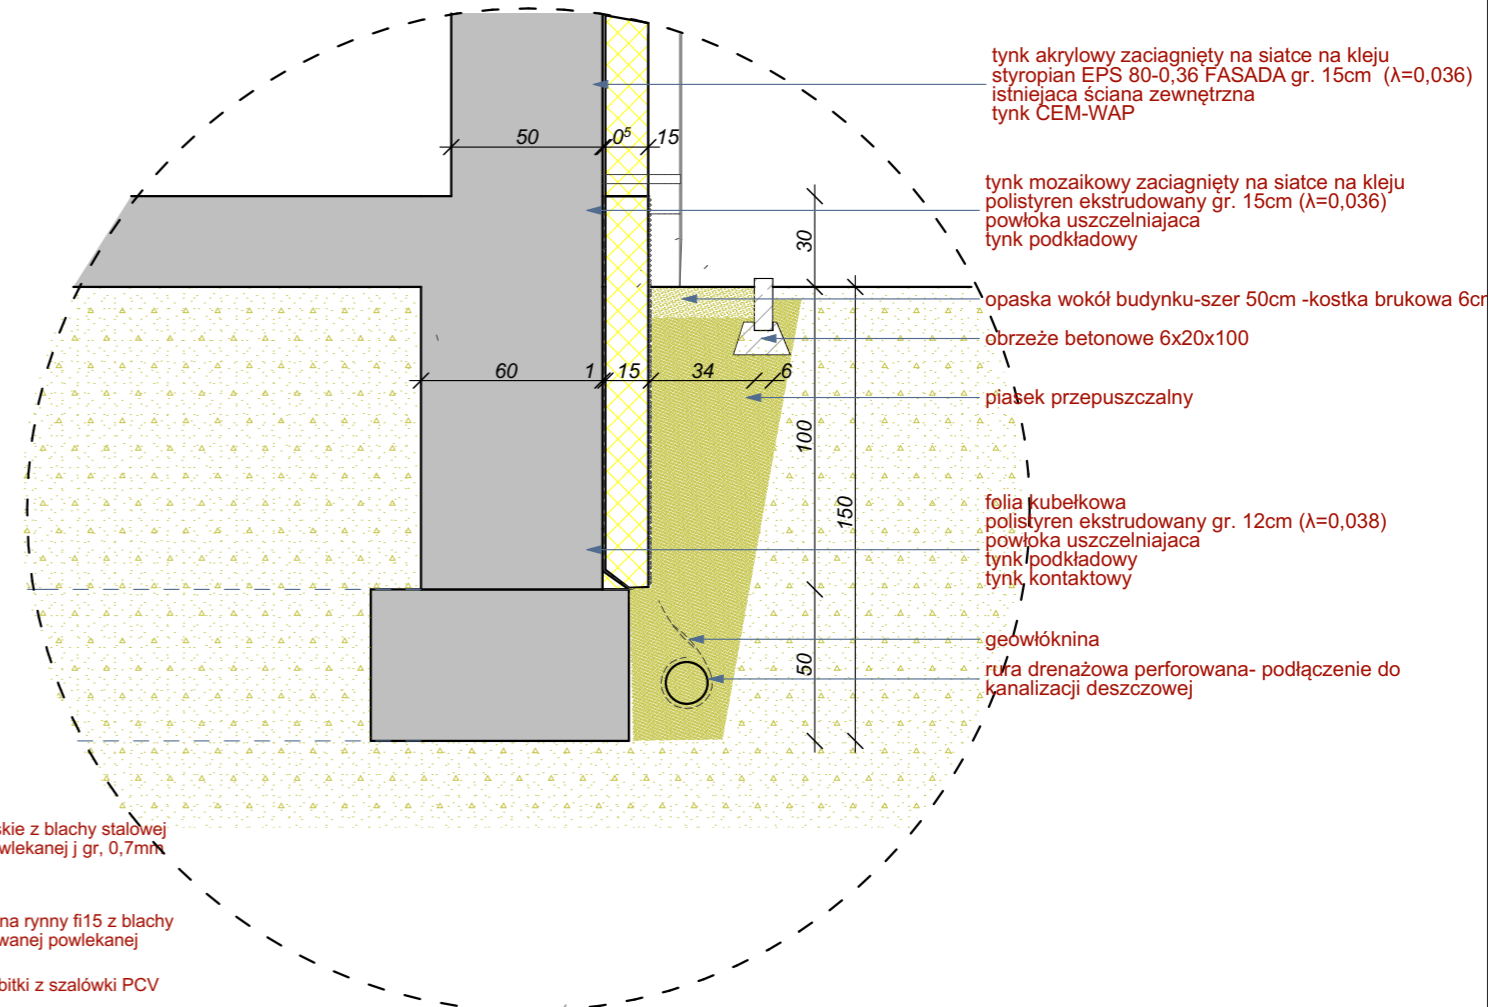 tynk akrylowy zaciagnięty na siatce na kleju
styropian EPS 80-0,36 FASADA gr. 15cm (λ=0,036)
istniejaca ściana zewnętrzna
tynk CEM-WAP
50
0⁵
15
tynk mozaikowy zaciagnięty na siatce na kleju
polistyren ekstrudowany gr. 15cm (λ=0,036)
powłoka uszczelniajaca
tynk podkładowy
30
opaska wokół budynku-szer 50cm -kostka brukowa 6cm
obrzeże betonowe 6x20x100
60
1
15
34
6
piasek przepuszczalny
100
150
folia kubełkowa
polistyren ekstrudowany gr. 12cm (λ=0,038)
powłoka uszczelniajaca
tynk podkładowy
tynk kontaktowy
geowłóknina
50
rura drenażowa perforowana- podłączenie do
kanalizacji deszczowej
skie z blachy stalowej
wlekanej j gr, 0,7mm
na rynny fi15 z blachy
wanej powlekanej
bitki z szalówki PCV